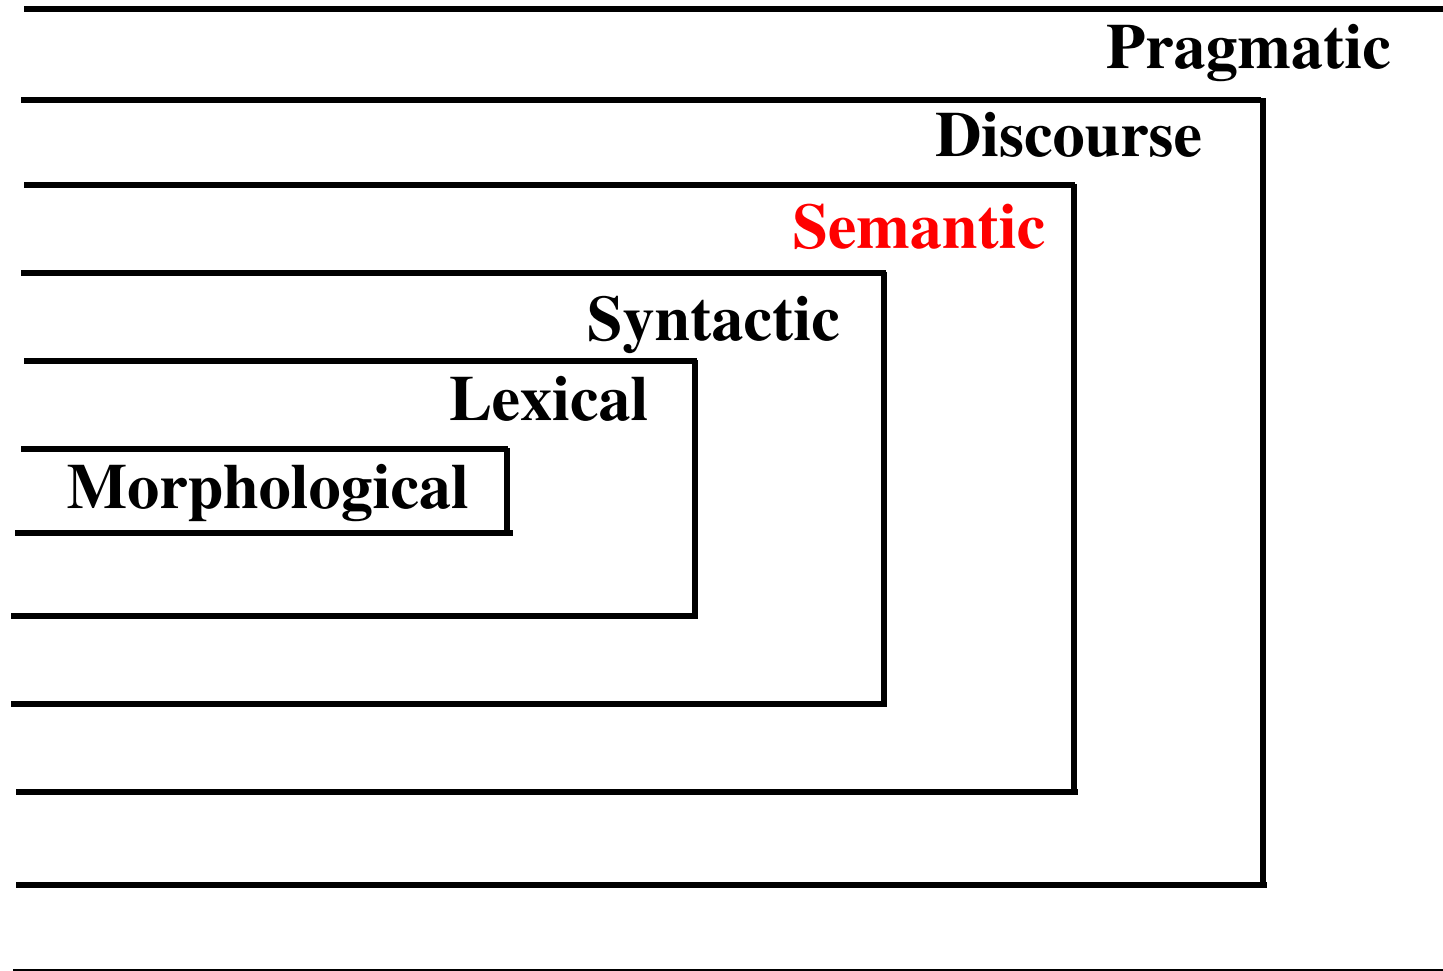 Pragmatic
Discourse
Semantic
Syntactic
Lexical
Morphological